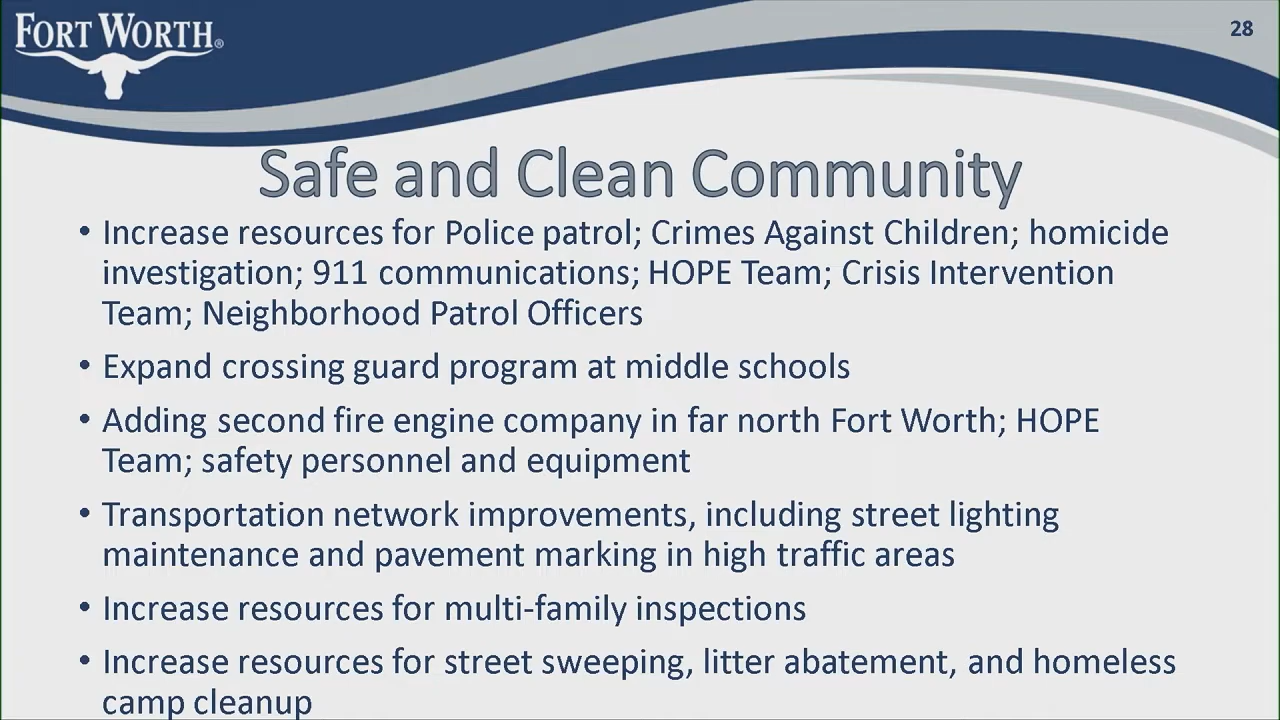 FORT WORTH®
28
Safe and Clean Community
• Increase resources for Police patrol; Crimes Against Children; homicide
investigation; 911 communications; HOPE Team; Crisis Intervention
Team; Neighborhood Patrol Officers
• Expand crossing guard program at middle schools
• Adding second fire engine company in far north Fort Worth; HOPE
Team; safety personnel and equipment
• Transportation network improvements, including street lighting
maintenance and pavement marking in high traffic areas
• Increase resources for multi-family inspections
• Increase resources for street sweeping, litter abatement, and homeless
camp cleanup